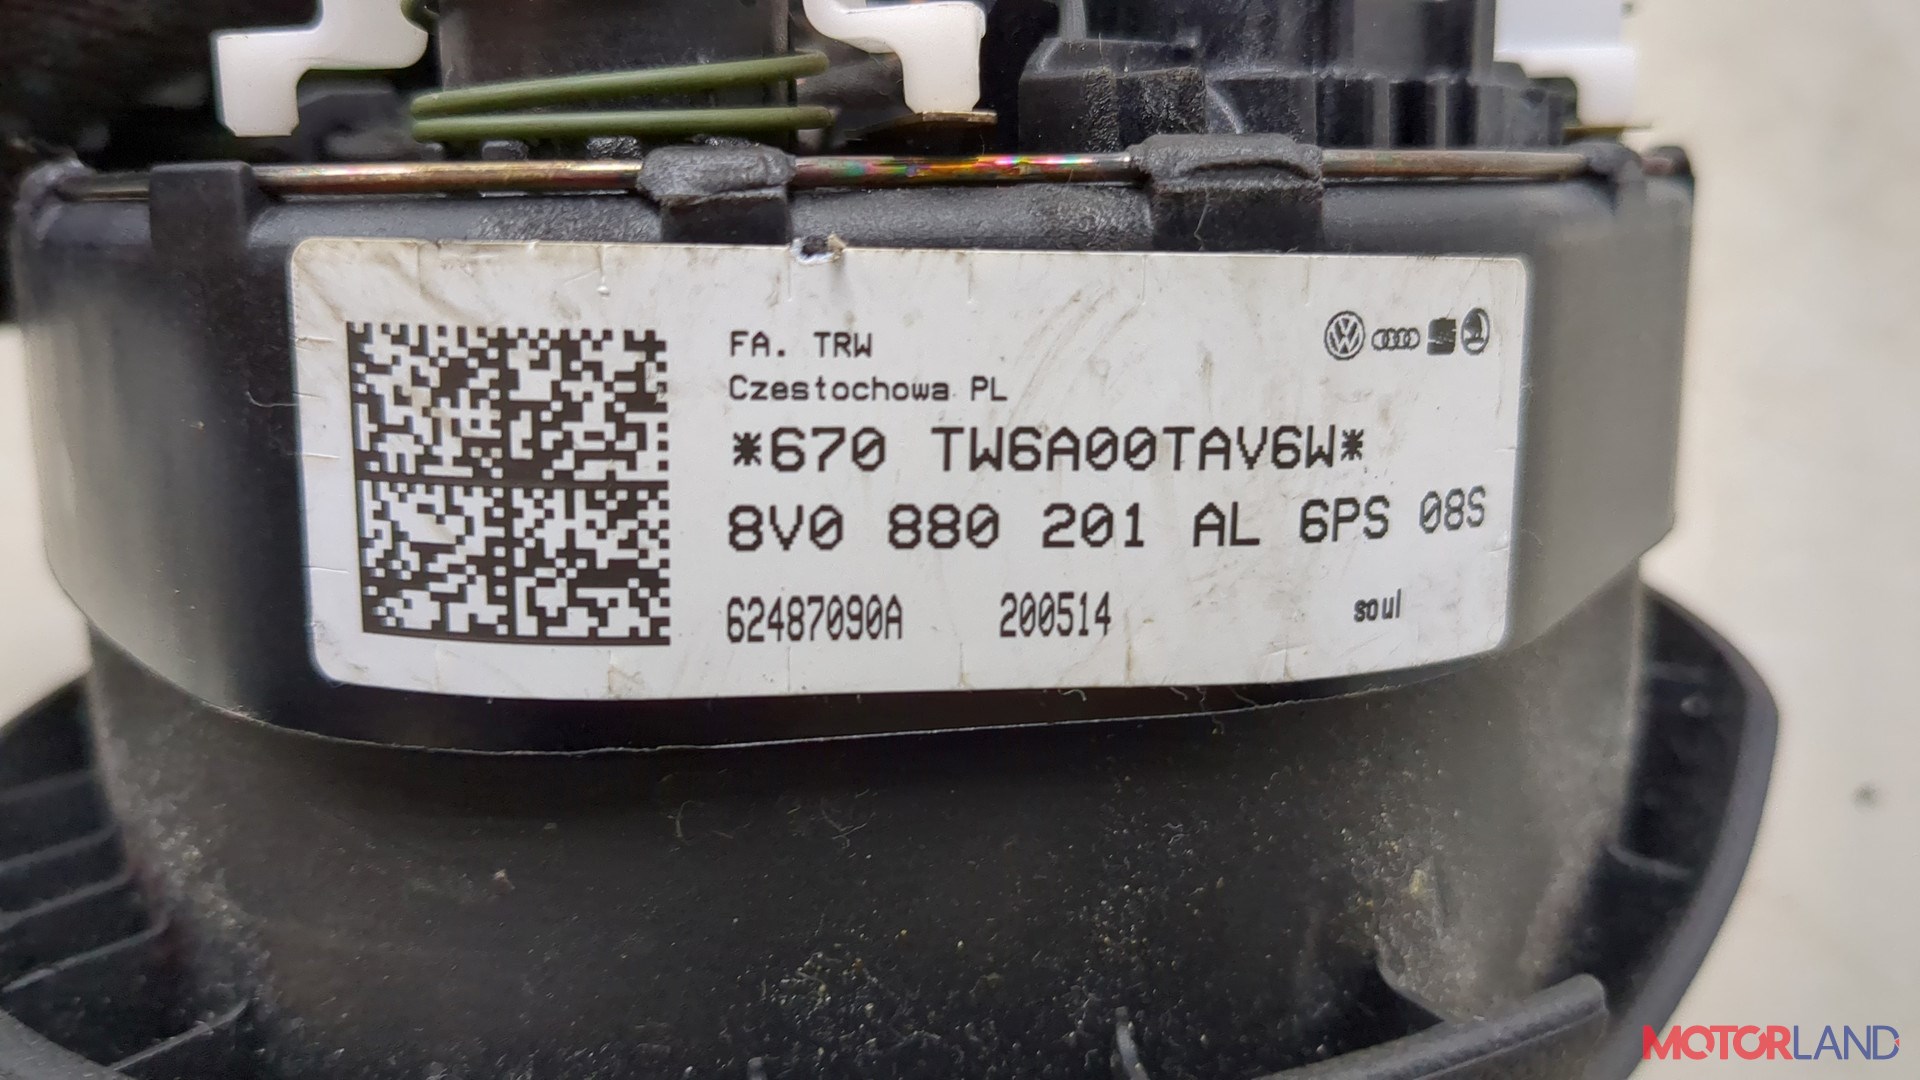 FA. TRW
Czestochowa PL
*670 TW6A00TAV6W*
8V0 880 201 AL 6PS 08S
62487090A 200514 soul
MOTORLAND